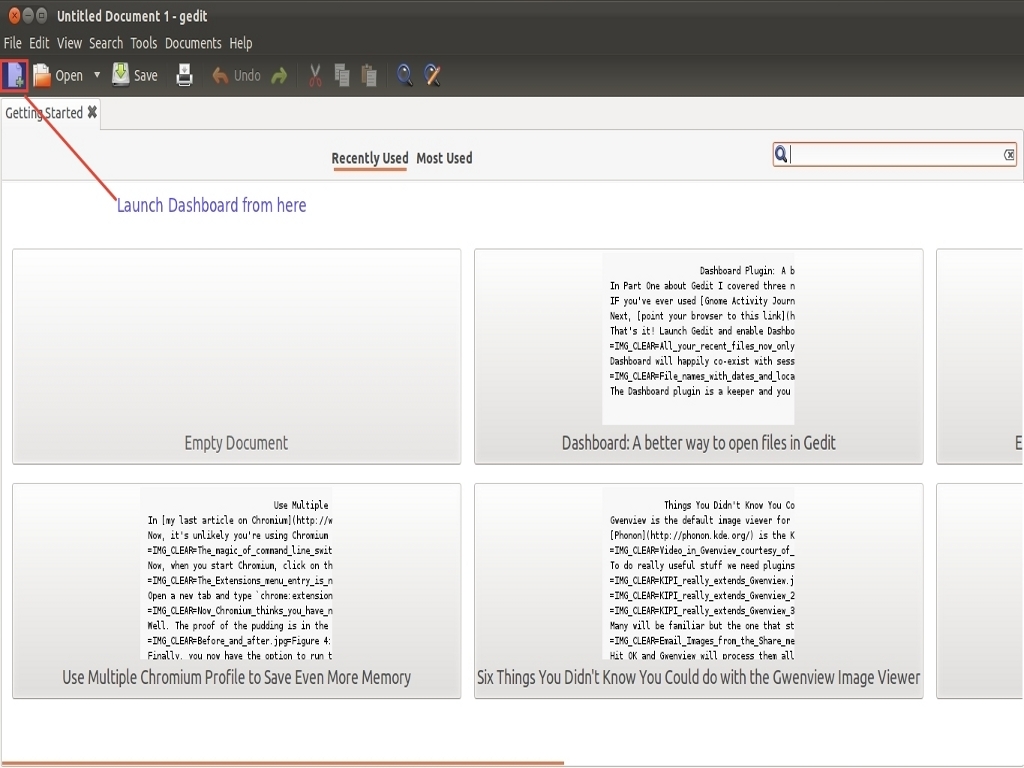 Untitled Document 1 - gedit
File Edit View Search Tools Documents Help
Open Save Undo
Getting Started
Recently Used Most Used
Launch Dashboard from here
Dashboard Plugin: A b
In Part One about Gedit I covered three n
IF you've ever used [Gnome Activity Journ
Next, [point your browser to this link](h
That's it! Launch Gedit and enable Dashbo
=IMG_CLEAR=All_your_recent_files_now_only
Dashboard will happily co-exist with sess
=IMG_CLEAR=File_names_with_dates_and_loca
The Dashboard plugin is a keeper and you
Empty Document
Dashboard: A better way to open files in Gedit
E
Use Multiple
In [my last article on Chromium](http://w
Now, it's unlikely you're using Chromium
=IMG_CLEAR=The_magic_of_command_line_swit
Now, when you start Chromium, click on th
=IMG_CLEAR=The_Extensions_menu_entry_is_n
Open a new tab and type `chrome:extension
=IMG_CLEAR=Now_Chromium_thinks_you_have_n
Well. The proof of the pudding is in the
=IMG_CLEAR=Before_and_after.jpg=Figure 4:
Finally, you now have the option to run t
Use Multiple Chromium Profile to Save Even More Memory
Things You Didn't Know You Co
Gwenview is the default image viewer for
[Phonon](http://phonon.kde.org/) is the K
=IMG_CLEAR=Video_in_Gwenview_courtesy_of_
To do really useful stuff we need plugins
=IMG_CLEAR=KIPI_really_extends_Gwenview.j
=IMG_CLEAR=KIPI_really_extends_Gwenview_2
=IMG_CLEAR=KIPI_really_extends_Gwenview_3
Many will be familiar but the one that st
=IMG_CLEAR=Email_Images_from_the_Share_me
Hit OK and Gwenview will process them all
Six Things You Didn't Know You Could do with the Gwenview Image Viewer